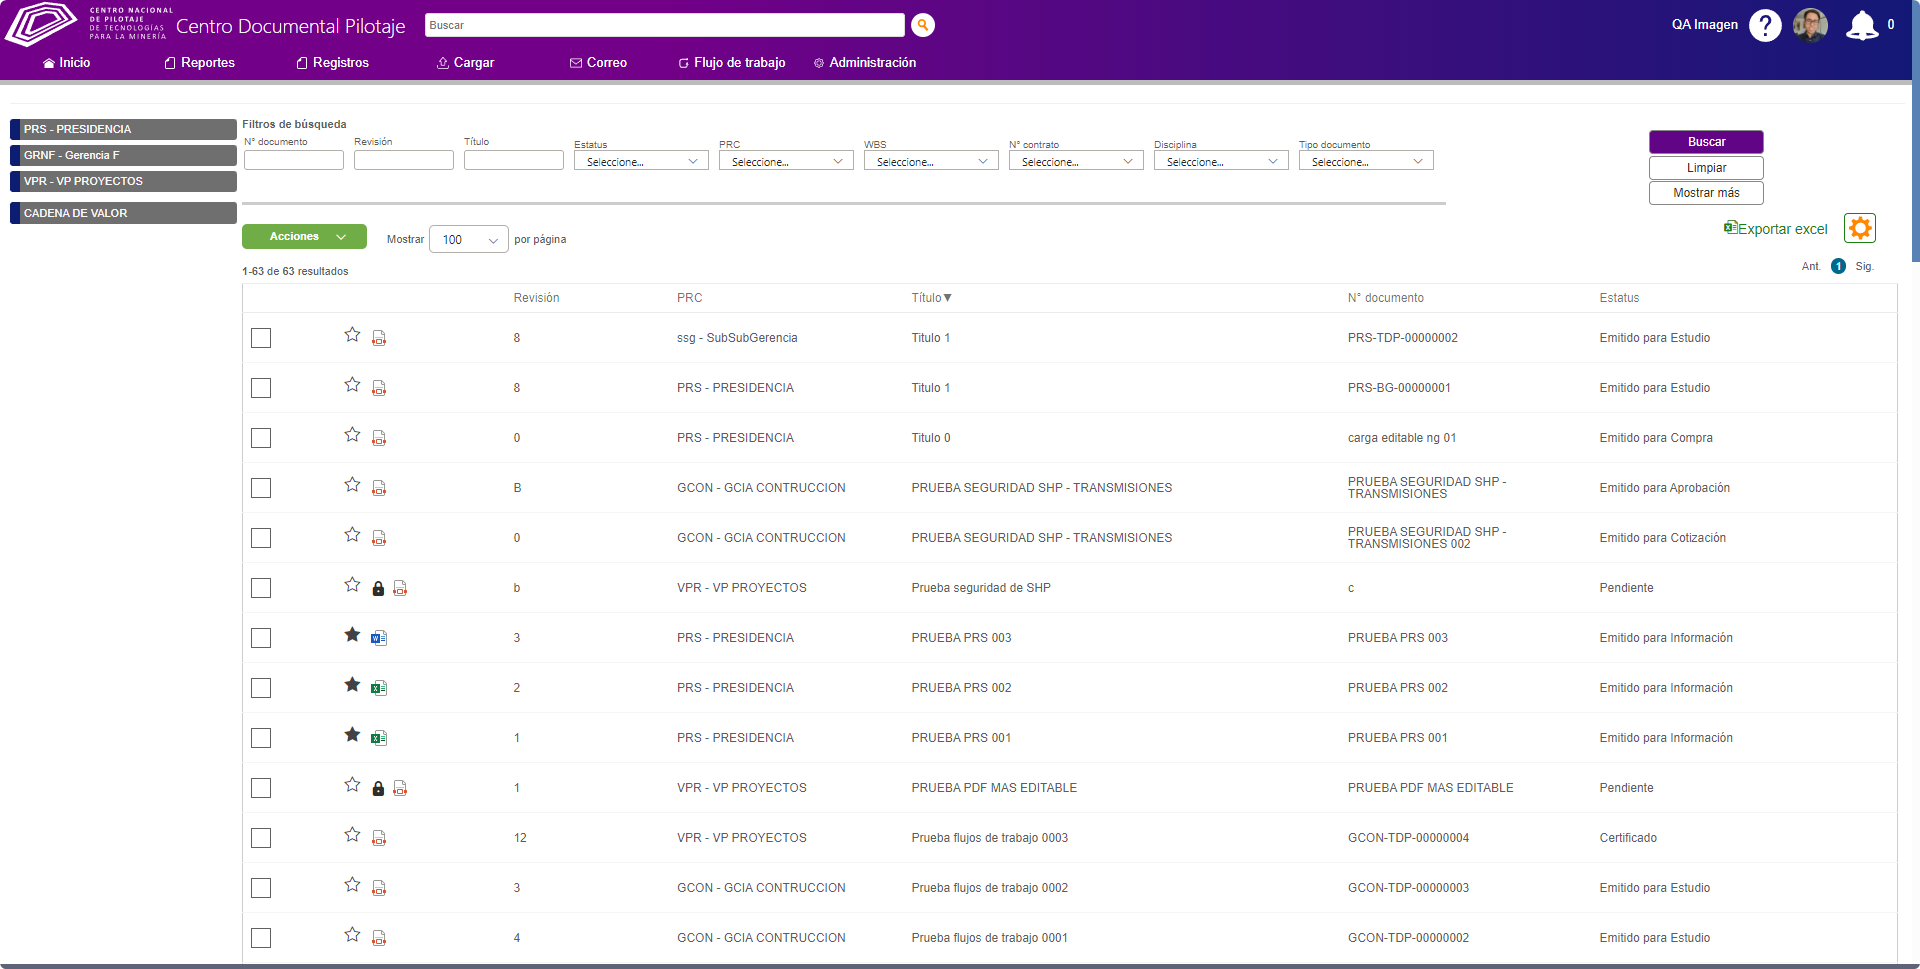 CENTRO NACIONAL
DE PILOTAJE
DE TECNOLOGÍAS
PARA LA MINERÍA
Centro Documental Pilotaje
Buscar
QA Imagen
?
0
Inicio
Reportes
Registros
Cargar
Correo
Flujo de trabajo
Administración
PRS - PRESIDENCIA
GRNF - Gerencia F
VPR - VP PROYECTOS
CADENA DE VALOR
Filtros de búsqueda
N° documento
Revisión
Título
Estatus
Seleccione...
PRC
Seleccione...
WBS
Seleccione...
N° contrato
Seleccione...
Disciplina
Seleccione...
Tipo documento
Seleccione...
Buscar
Limpiar
Mostrar más
Acciones
Mostrar 100 por página
Exportar excel
1-63 de 63 resultados
Ant. 1 Sig.
Revisión PRC Título▼ N° documento Estatus
8 ssg - SubSubGerencia Titulo 1 PRS-TDP-00000002 Emitido para Estudio
8 PRS - PRESIDENCIA Titulo 1 PRS-BG-00000001 Emitido para Estudio
0 PRS - PRESIDENCIA Titulo 0 carga editable ng 01 Emitido para Compra
B GCON - GCIA CONTRUCCION PRUEBA SEGURIDAD SHP - TRANSMISIONES PRUEBA SEGURIDAD SHP -
TRANSMISIONES Emitido para Aprobación
0 GCON - GCIA CONTRUCCION PRUEBA SEGURIDAD SHP - TRANSMISIONES PRUEBA SEGURIDAD SHP -
TRANSMISIONES 002 Emitido para Cotización
b VPR - VP PROYECTOS Prueba seguridad de SHP c Pendiente
3 PRS - PRESIDENCIA PRUEBA PRS 003 PRUEBA PRS 003 Emitido para Información
2 PRS - PRESIDENCIA PRUEBA PRS 002 PRUEBA PRS 002 Emitido para Información
1 PRS - PRESIDENCIA PRUEBA PRS 001 PRUEBA PRS 001 Emitido para Información
1 VPR - VP PROYECTOS PRUEBA PDF MAS EDITABLE PRUEBA PDF MAS EDITABLE Pendiente
12 VPR - VP PROYECTOS Prueba flujos de trabajo 0003 GCON-TDP-00000004 Certificado
3 GCON - GCIA CONTRUCCION Prueba flujos de trabajo 0002 GCON-TDP-00000003 Emitido para Estudio
4 GCON - GCIA CONTRUCCION Prueba flujos de trabajo 0001 GCON-TDP-00000002 Emitido para Estudio